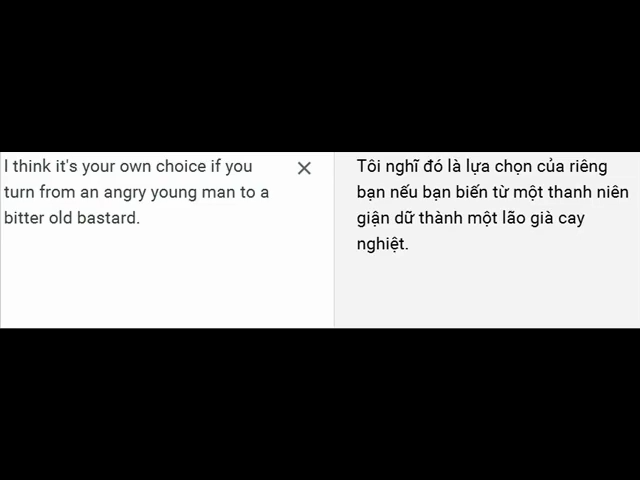 I think it's your own choice if you
turn from an angry young man to a
bitter old bastard.
Tôi nghĩ đó là lựa chọn của riêng
bạn nếu bạn biến từ một thanh niên
giận dữ thành một lão già cay
nghiệt.